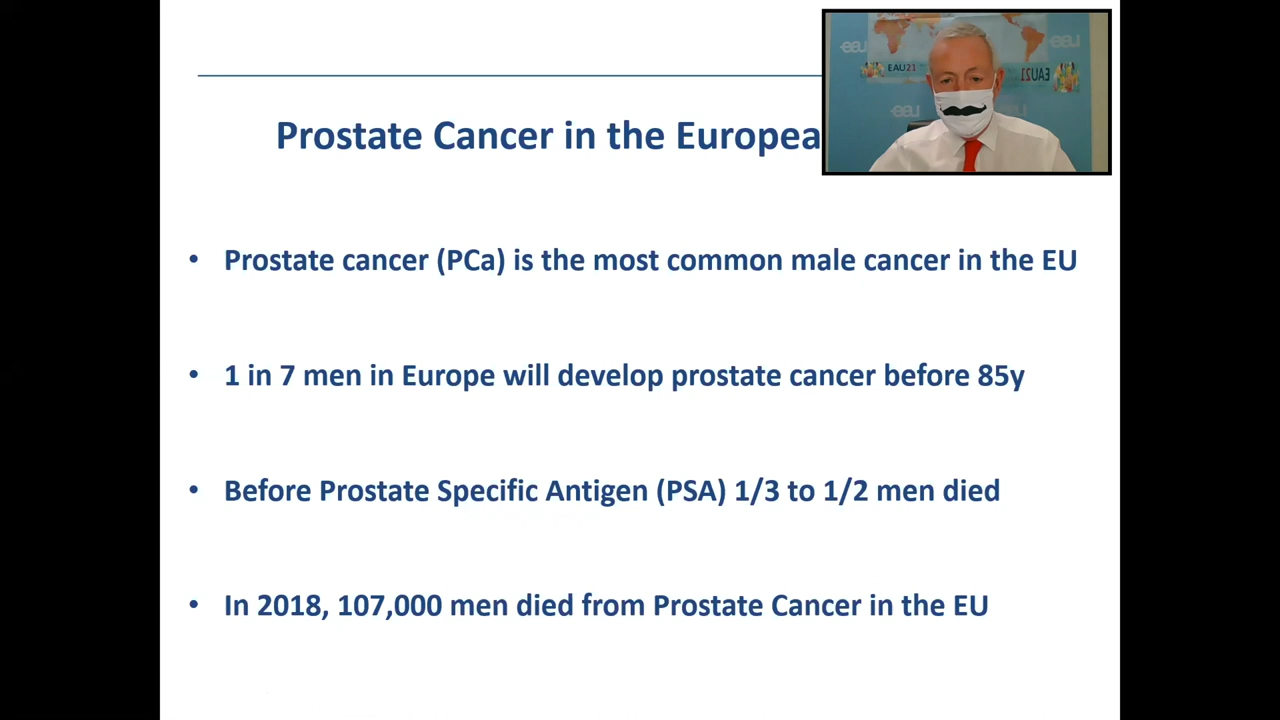 Prostate Cancer in the Europea
EAU21
EAU21
• Prostate cancer (PCa) is the most common male cancer in the EU
• 1 in 7 men in Europe will develop prostate cancer before 85y
• Before Prostate Specific Antigen (PSA) 1/3 to 1/2 men died
• In 2018, 107,000 men died from Prostate Cancer in the EU